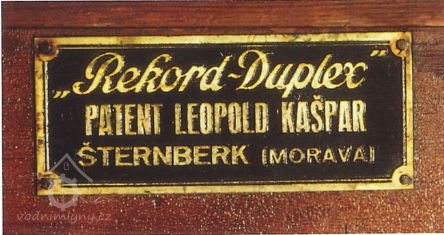 „Rekord-Duplex"
PATENT LEOPOLD KAŠPAR
ŠTERNBERK (MORAVA)
vodnimlyny.cz